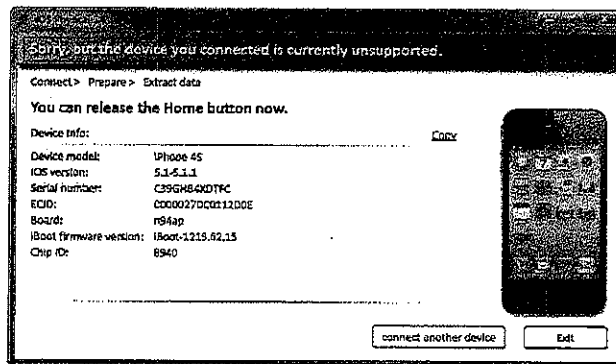 Sorry, but the device you connected is currently unsupported.
Connect> Prepare> Extract data
You can release the Home button now.
Device Info: Copy
Device model: iPhone 4S
iOS version: 5.1-5.1.1
Serial number:
ECID:
Board: n94ap
iBoot firmware version: iBoot-1219.62.15
Chip ID: 8940
connect another device Exit